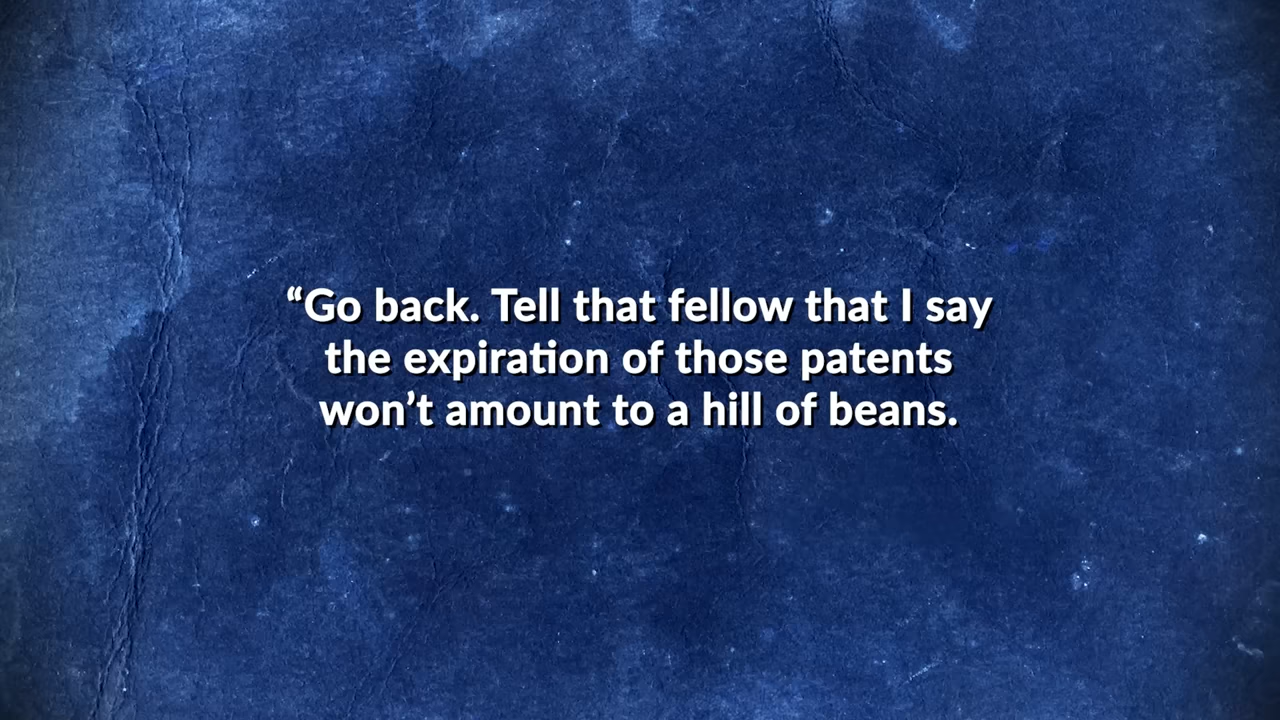 “Go back. Tell that fellow that I say
the expiration of those patents
won’t amount to a hill of beans.